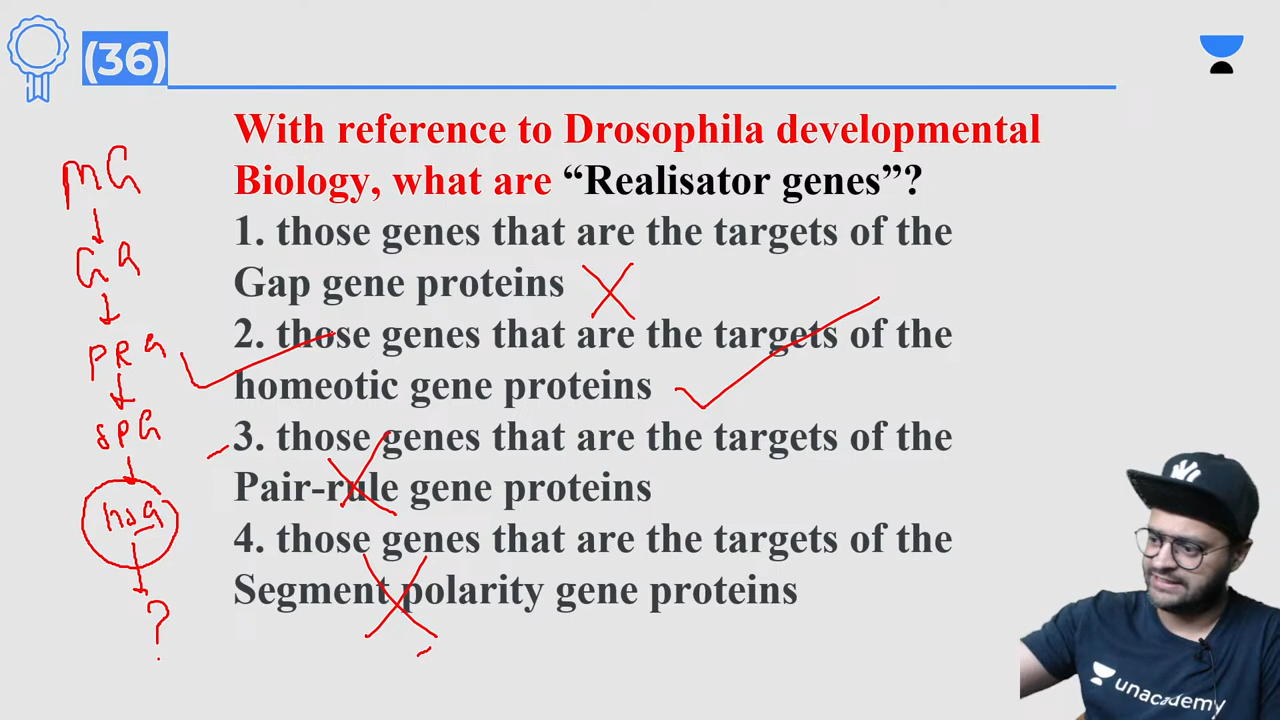 (36)
With reference to Drosophila developmental
Biology, what are “Realisator genes”?
1. those genes that are the targets of the
Gap gene proteins
2. those genes that are the targets of the
homeotic gene proteins
3. those genes that are the targets of the
Pair-rule gene proteins
4. those genes that are the targets of the
Segment polarity gene proteins
MG
GG
PRG
SPG
?
unacademy